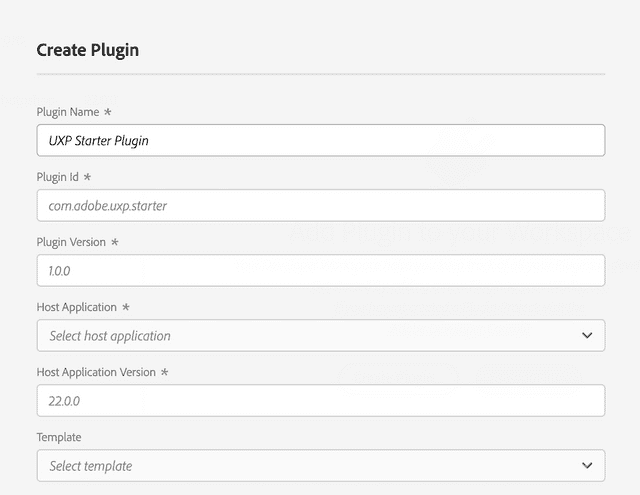 Create Plugin
Plugin Name *
UXP Starter Plugin
Plugin Id *
com.adobe.uxp.starter
Plugin Version *
1.0.0
Host Application *
Select host application
Host Application Version *
22.0.0
Template
Select template